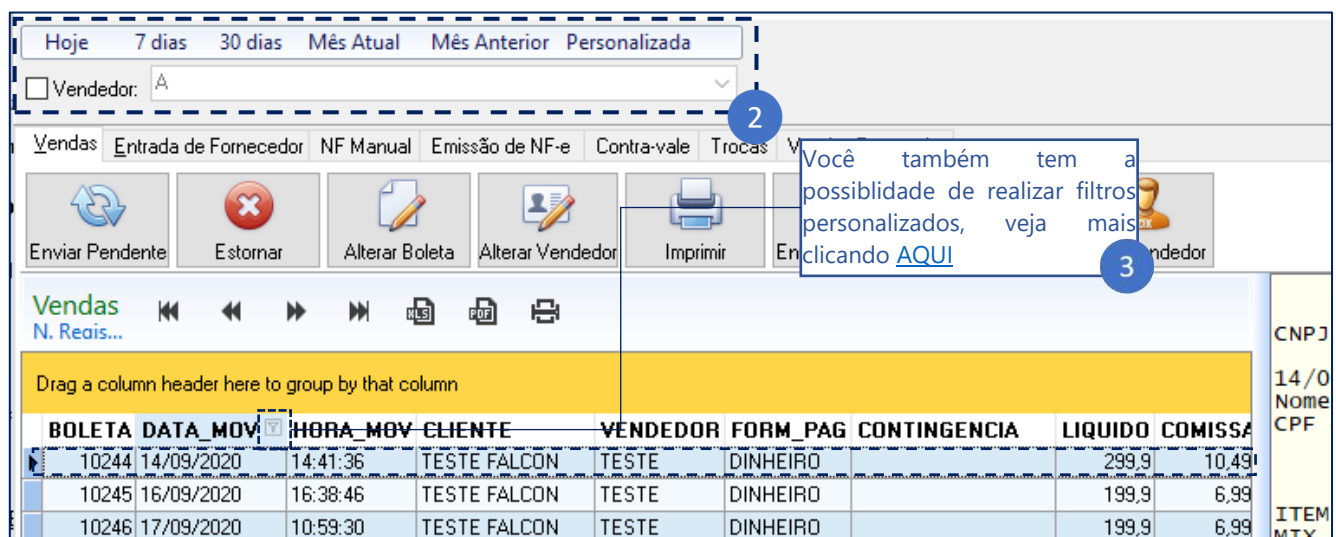 Hoje 7 dias 30 dias Mês Atual Mês Anterior Personalizada
Vendedor: A
2
Vendas Entrada de Fornecedor NF Manual Emissão de NF-e Contra-vale Trocas
Você também tem a
possiblidade de realizar filtros
personalizados, veja mais
clicando AQUI
3
Enviar Pendente Estornar Alterar Boleta Alterar Vendedor Imprimir
Vendas
N. Regis...
XLS PDF
CNPJ
Drag a column header here to group by that column
14/0
Nome
CPF
BOLETA DATA_MOV HORA_MOV CLIENTE VENDEDOR FORM_PAG CONTINGENCIA LIQUIDO COMISSA
10244 14/09/2020 14:41:36 TESTE FALCON TESTE DINHEIRO 299,9 10,49
10245 16/09/2020 16:38:46 TESTE FALCON TESTE DINHEIRO 199,9 6,99
10246 17/09/2020 10:59:30 TESTE FALCON TESTE DINHEIRO 199,9 6,99
ITEM